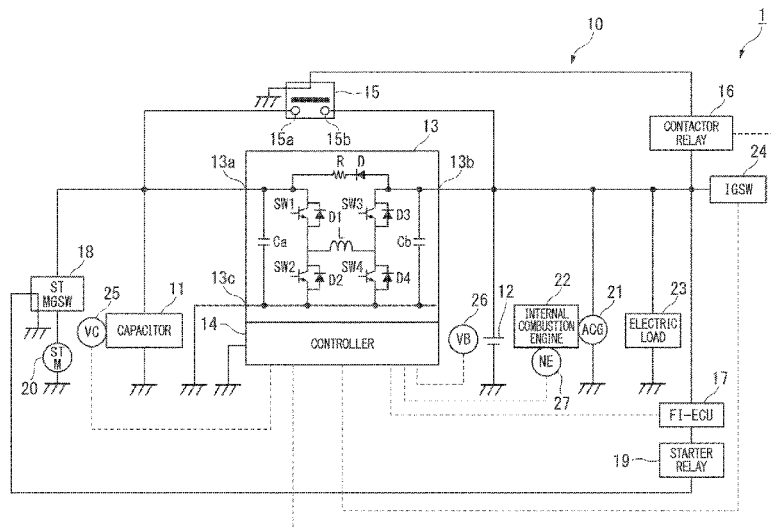 10
1
15
16
15a
15b
13
CONTACTOR
RELAY
24
13a
R D
13b
IGSW
SW1
SW3
D1
D3
L
18
Ca
Cb
ST
MGSW
25
11
SW2
D2
SW4
D4
26
12
22
21
23
13c
VC
CAPACITOR
14
VB
INTERNAL
COMBUSTION
ENGINE
ACG
ELECTRIC
LOAD
CONTROLLER
ST
M
20
NE
27
17
FI-ECU
19
STARTER
RELAY